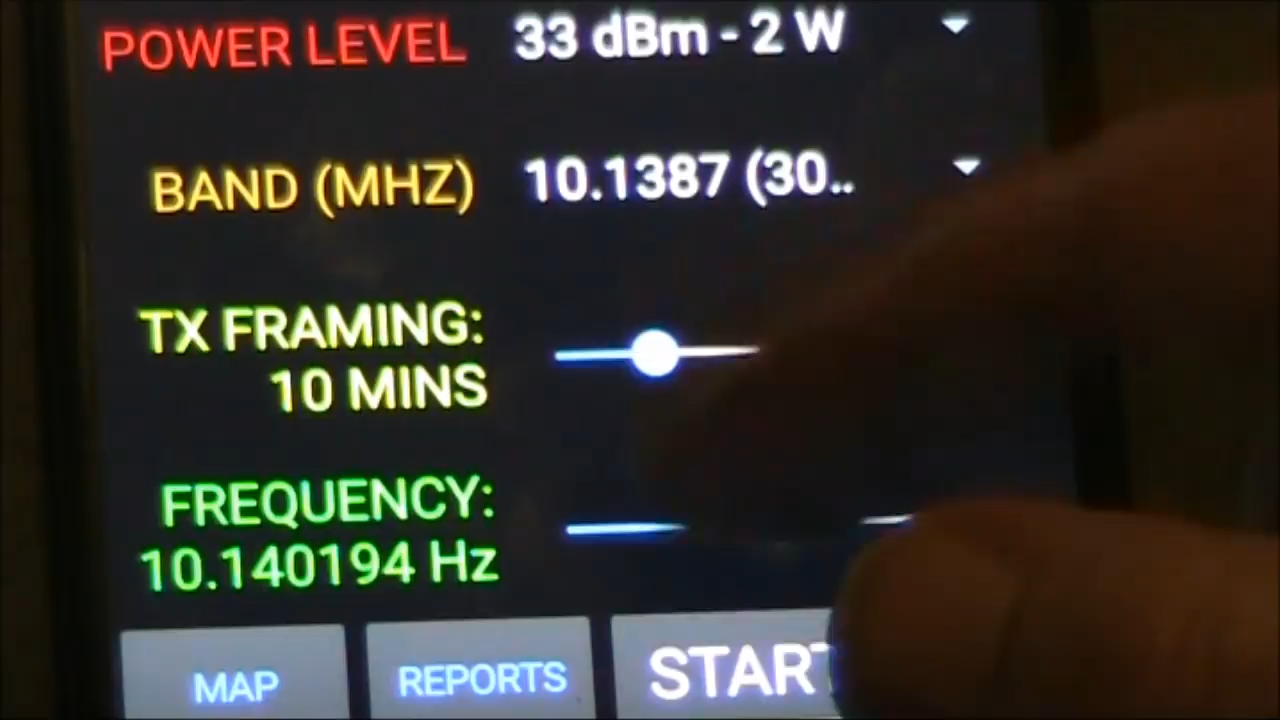 POWER LEVEL 33 dBm - 2 W
BAND (MHZ) 10.1387 (30..
TX FRAMING:
10 MINS
FREQUENCY:
10.140194 Hz
MAP REPORTS START